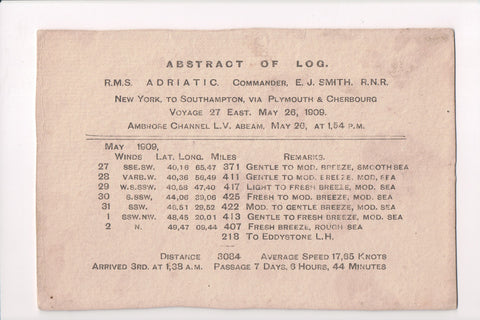 ABSTRACT OF LOG.
R.M.S. ADRIATIC. COMMANDER, E. J. SMITH. R.N.R.
NEW YORK. TO SOUTHAMPTON, VIA PLYMOUTH & CHERBOURG
VOYAGE 27 EAST. MAY 26, 1909.
AMBROSE CHANNEL L.V. ABEAM, MAY 26, AT 1,54 P.M.
MAY 1909,
WINDS LAT. LONG. MILES REMARKS.
27 SSE.SW. 40,16 65,47 371 GENTLE TO MOD. BREEZE, SMOOTH SEA
28 VARB.W. 40,36 56,49 411 GENTLE TO MOD. BREEZE, MOD. SEA
29 W.S.SW. 40,58 47,40 417 LIGHT TO FRESH BREEZE, MOD. SEA
30 S.SSW. 44,06 39,06 425 FRESH TO MOD. BREEZE, MOD. SEA
31 SSW. 46,51 29,52 422 MOD. TO GENTLE BREEZE, MOD. SEA
1 SSW.NW. 48,45 20,01 413 GENTLE TO FRESH BREEZE, MOD. SEA
2 N. 49,47 09,44 407 FRESH BREEZE, ROUGH SEA
218 TO EDDYSTONE L.H.
DISTANCE 3084 AVERAGE SPEED 17,65 KNOTS
ARRIVED 3RD. AT 1,38 A.M. PASSAGE 7 DAYS, 6 HOURS, 44 MINUTES